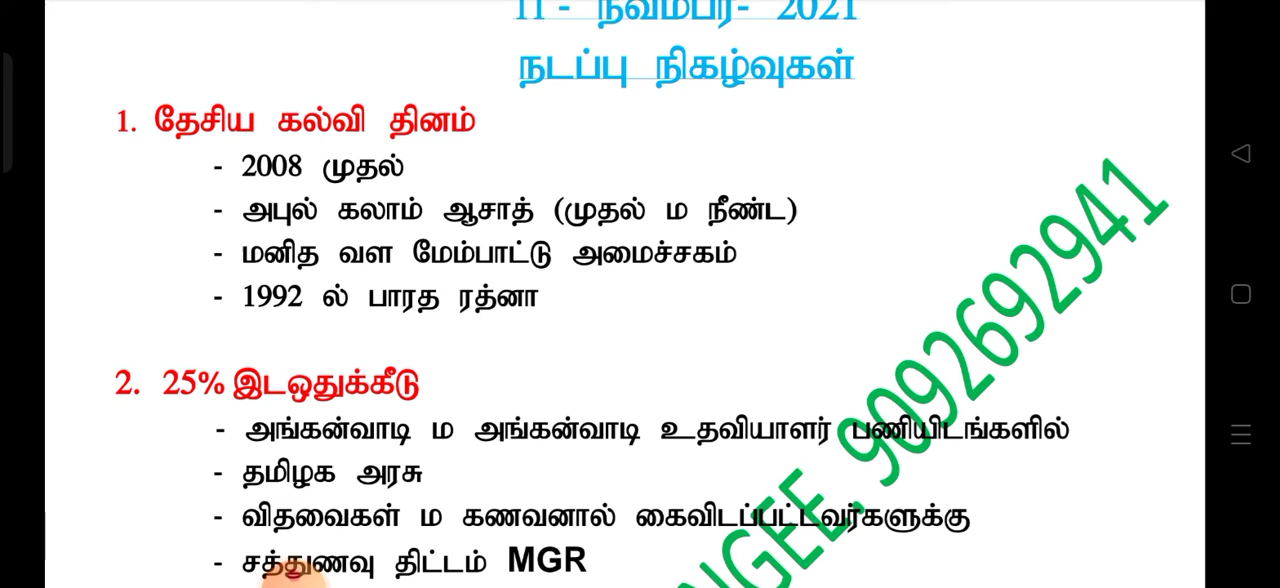 11 - நவம்பர்- 2021
நடப்பு நிகழ்வுகள்
1. தேசிய கல்வி தினம்
- 2008 முதல்
- அபுல் கலாம் ஆசாத் (முதல் ம நீண்ட)
- மனித வள மேம்பாட்டு அமைச்சகம்
- 1992 ல் பாரத ரத்னா
2. 25% இடஒதுக்கீடு
- அங்கன்வாடி ம அங்கன்வாடி உதவியாளர் பணியிடங்களில்
- தமிழக அரசு
- விதவைகள் ம கணவனால் கைவிடப்பட்டவர்களுக்கு
- சத்துணவு திட்டம் MGR
NGEE, 9092692941